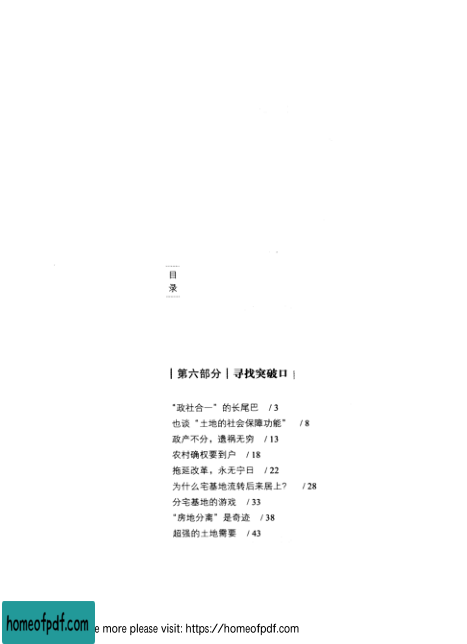 目
录
第六部分 寻找突破口
“政社合一”的长尾巴 / 3
也谈“土地的社会保障功能” / 8
政产不分，遗祸无穷 / 13
农村确权要到户 / 18
拖延改革，永无宁日 / 22
为什么宅基地流转后来居上？ / 28
分宅基地的游戏 / 33
“房地分离”是奇迹 / 38
超强的土地需要 / 43
homeofpdf.com e more please visit: https://homeofpdf.com